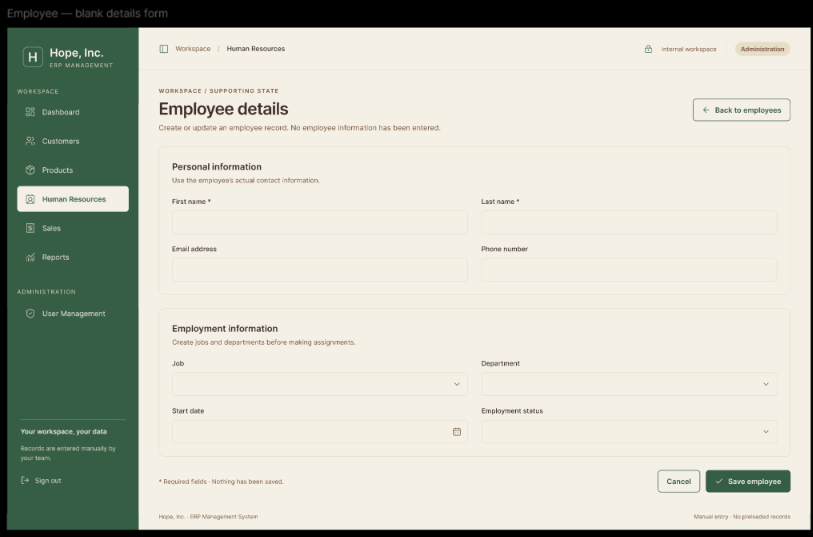 Employee — blank details form
H
Hope, Inc.
ERP MANAGEMENT
WORKSPACE
Dashboard
Customers
Products
Human Resources
Sales
Reports
ADMINISTRATION
User Management
Your workspace, your data
Records are entered manually by
your team.
Sign out
Workspace / Human Resources
Internal workspace
Administration
WORKSPACE / SUPPORTING STATE
Employee details
Create or update an employee record. No employee information has been entered.
Back to employees
Personal information
Use the employee's actual contact information.
First name *
Last name *
Email address
Phone number
Employment information
Create jobs and departments before making assignments.
Job
Department
Start date
Employment status
* Required fields · Nothing has been saved.
Cancel
Save employee
Hope, Inc. · ERP Management System
Manual entry · No preseeded records